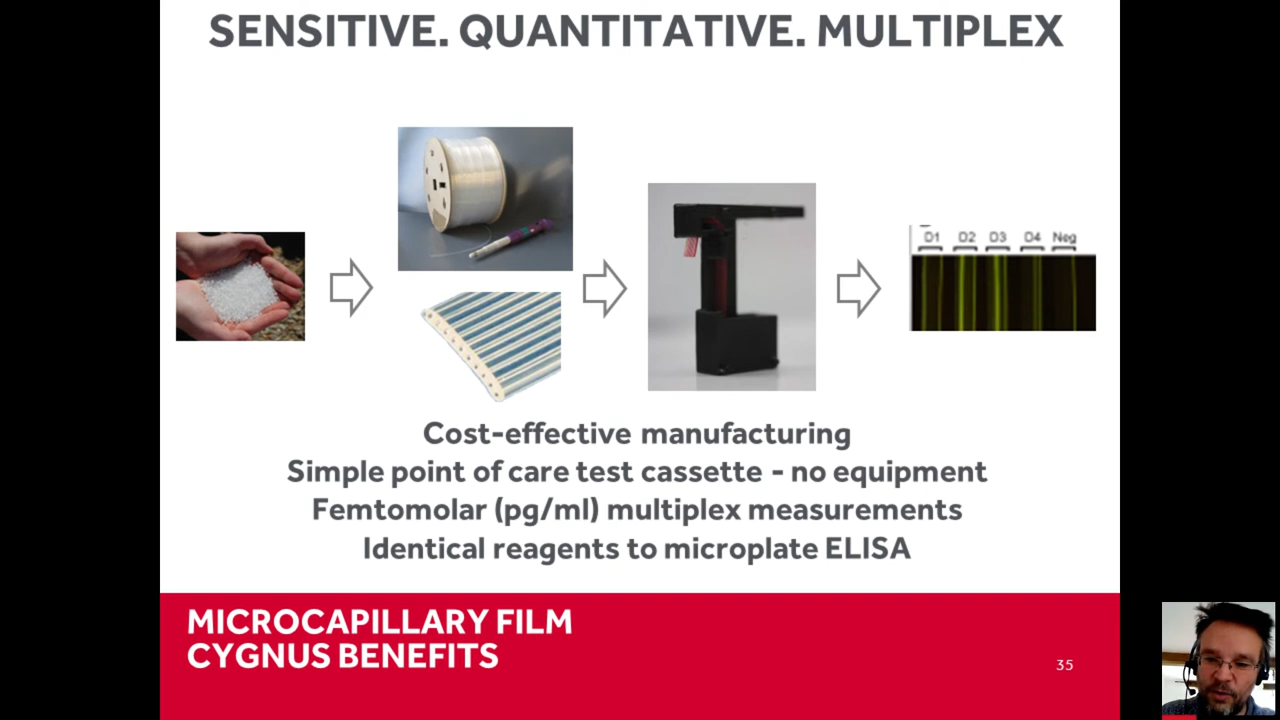 SENSITIVE. QUANTITATIVE. MULTIPLEX
D1 D2 D3 D4 Neg
Cost-effective manufacturing
Simple point of care test cassette - no equipment
Femtomolar (pg/ml) multiplex measurements
Identical reagents to microplate ELISA
MICROCAPILLARY FILM
CYGNUS BENEFITS
35